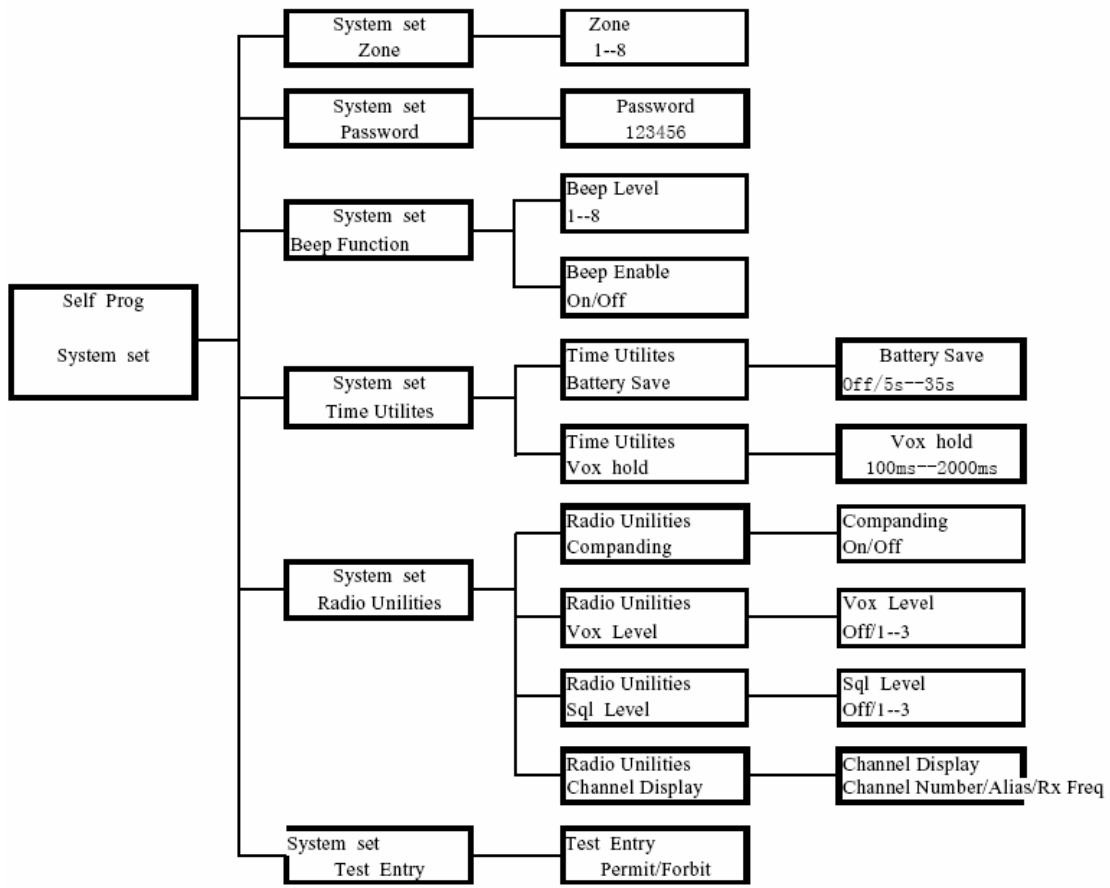 Self Prog
System set
System set
Zone
Zone
1--8
System set
Password
Password
123456
System set
Beep Function
Beep Level
1--8
Beep Enable
On/Off
System set
Time Utilites
Time Utilites
Battery Save
Battery Save
Off/5s--35s
Time Utilites
Vox hold
Vox hold
100ms--2000ms
System set
Radio Unilities
Radio Unilities
Companding
Companding
On/Off
Radio Unilities
Vox Level
Vox Level
Off/1--3
Radio Unilities
Sql Level
Sql Level
Off/1--3
Radio Unilities
Channel Display
Channel Display
Channel Number/Alias/Rx Freq
System set
Test Entry
Test Entry
Permit/Forbit